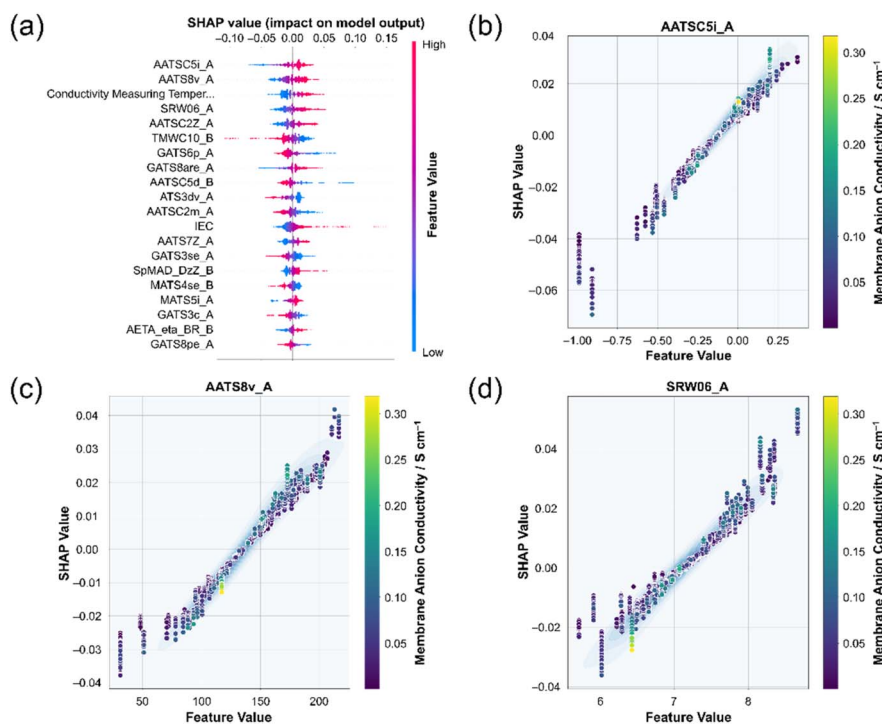 (a)
SHAP value (impact on model output)
−0.10 −0.05 0.00 0.05 0.10 0.15
High
AATSC5i_A
AATS8v_A
Conductivity Measuring Temper...
SRW06_A
AATSC2Z_A
TMWC10_B
GATS6p_A
GATS8are_A
AATSC5d_B
ATS3dv_A
AATSC2m_A
IEC
AATS7Z_A
GATS3se_A
SpMAD_DzZ_B
MATS4se_B
MATS5i_A
GATS3c_A
AETA_eta_BR_B
GATS8pe_A
Feature Value
Low
(b)
AATSC5i_A
0.04
0.02
0.00
−0.02
−0.04
−0.06
SHAP Value
−1.00 −0.75 −0.50 −0.25 0.00 0.25
Feature Value
0.30
0.25
0.20
0.15
0.10
0.05
Membrane Anion Conductivity / S cm⁻¹
(c)
AATS8v_A
0.04
0.03
0.02
0.01
0.00
−0.01
−0.02
−0.03
−0.04
SHAP Value
50 100 150 200
Feature Value
0.30
0.25
0.20
0.15
0.10
0.05
Membrane Anion Conductivity / S cm⁻¹
(d)
SRW06_A
0.06
0.04
0.02
0.00
−0.02
−0.04
SHAP Value
6 7 8
Feature Value
0.30
0.25
0.20
0.15
0.10
0.05
Membrane Anion Conductivity / S cm⁻¹